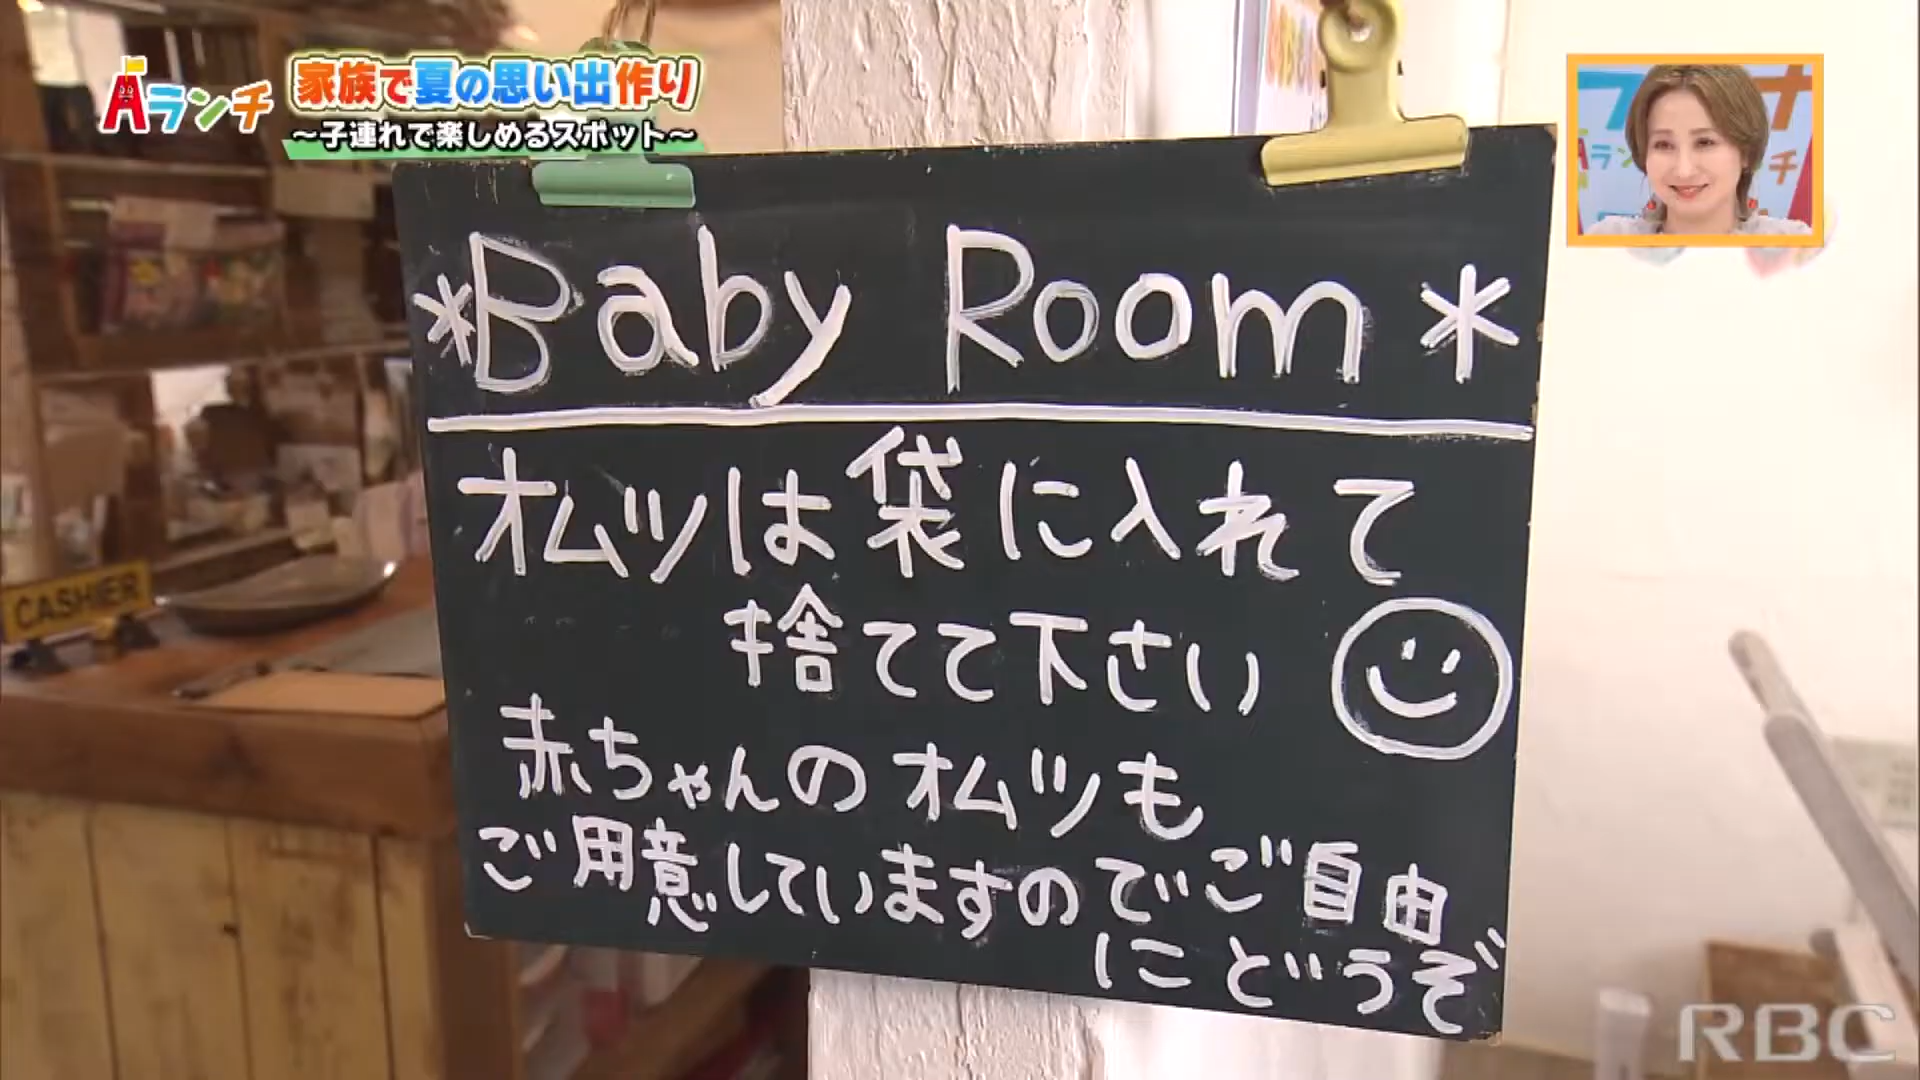 Aランチ
家族で夏の思い出作り
～子連れで楽しめるスポット～
*Baby Room*
オムツは袋に入れて
捨てて下さい
赤ちゃんのオムツも
ご用意していますのでご自由
にどうぞ
CASHIER
RBC